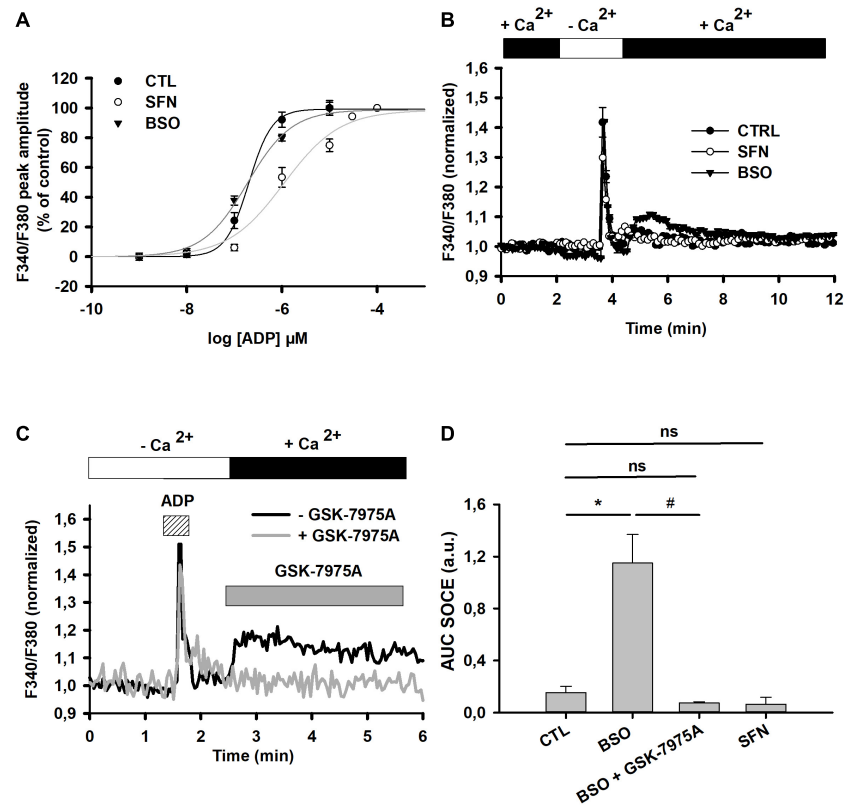 A
CTL
SFN
BSO
F340/F380 peak amplitude
(% of control)
120
100
80
60
40
20
0
-20
-10
-8
-6
-4
log [ADP] µM
B
+ Ca 2+
- Ca 2+
+ Ca 2+
F340/F380 (normalized)
1,6
1,5
1,4
1,3
1,2
1,1
1,0
0,9
CTRL
SFN
BSO
0
2
4
6
8
10
12
Time (min)
C
- Ca 2+
+ Ca 2+
ADP
- GSK-7975A
+ GSK-7975A
GSK-7975A
F340/F380 (normalized)
1,6
1,5
1,4
1,3
1,2
1,1
1,0
0,9
0
1
2
3
4
5
6
Time (min)
D
ns
ns
*
#
AUC SOCE (a.u.)
1,6
1,2
0,8
0,4
0,0
CTL
BSO
BSO + GSK-7975A
SFN